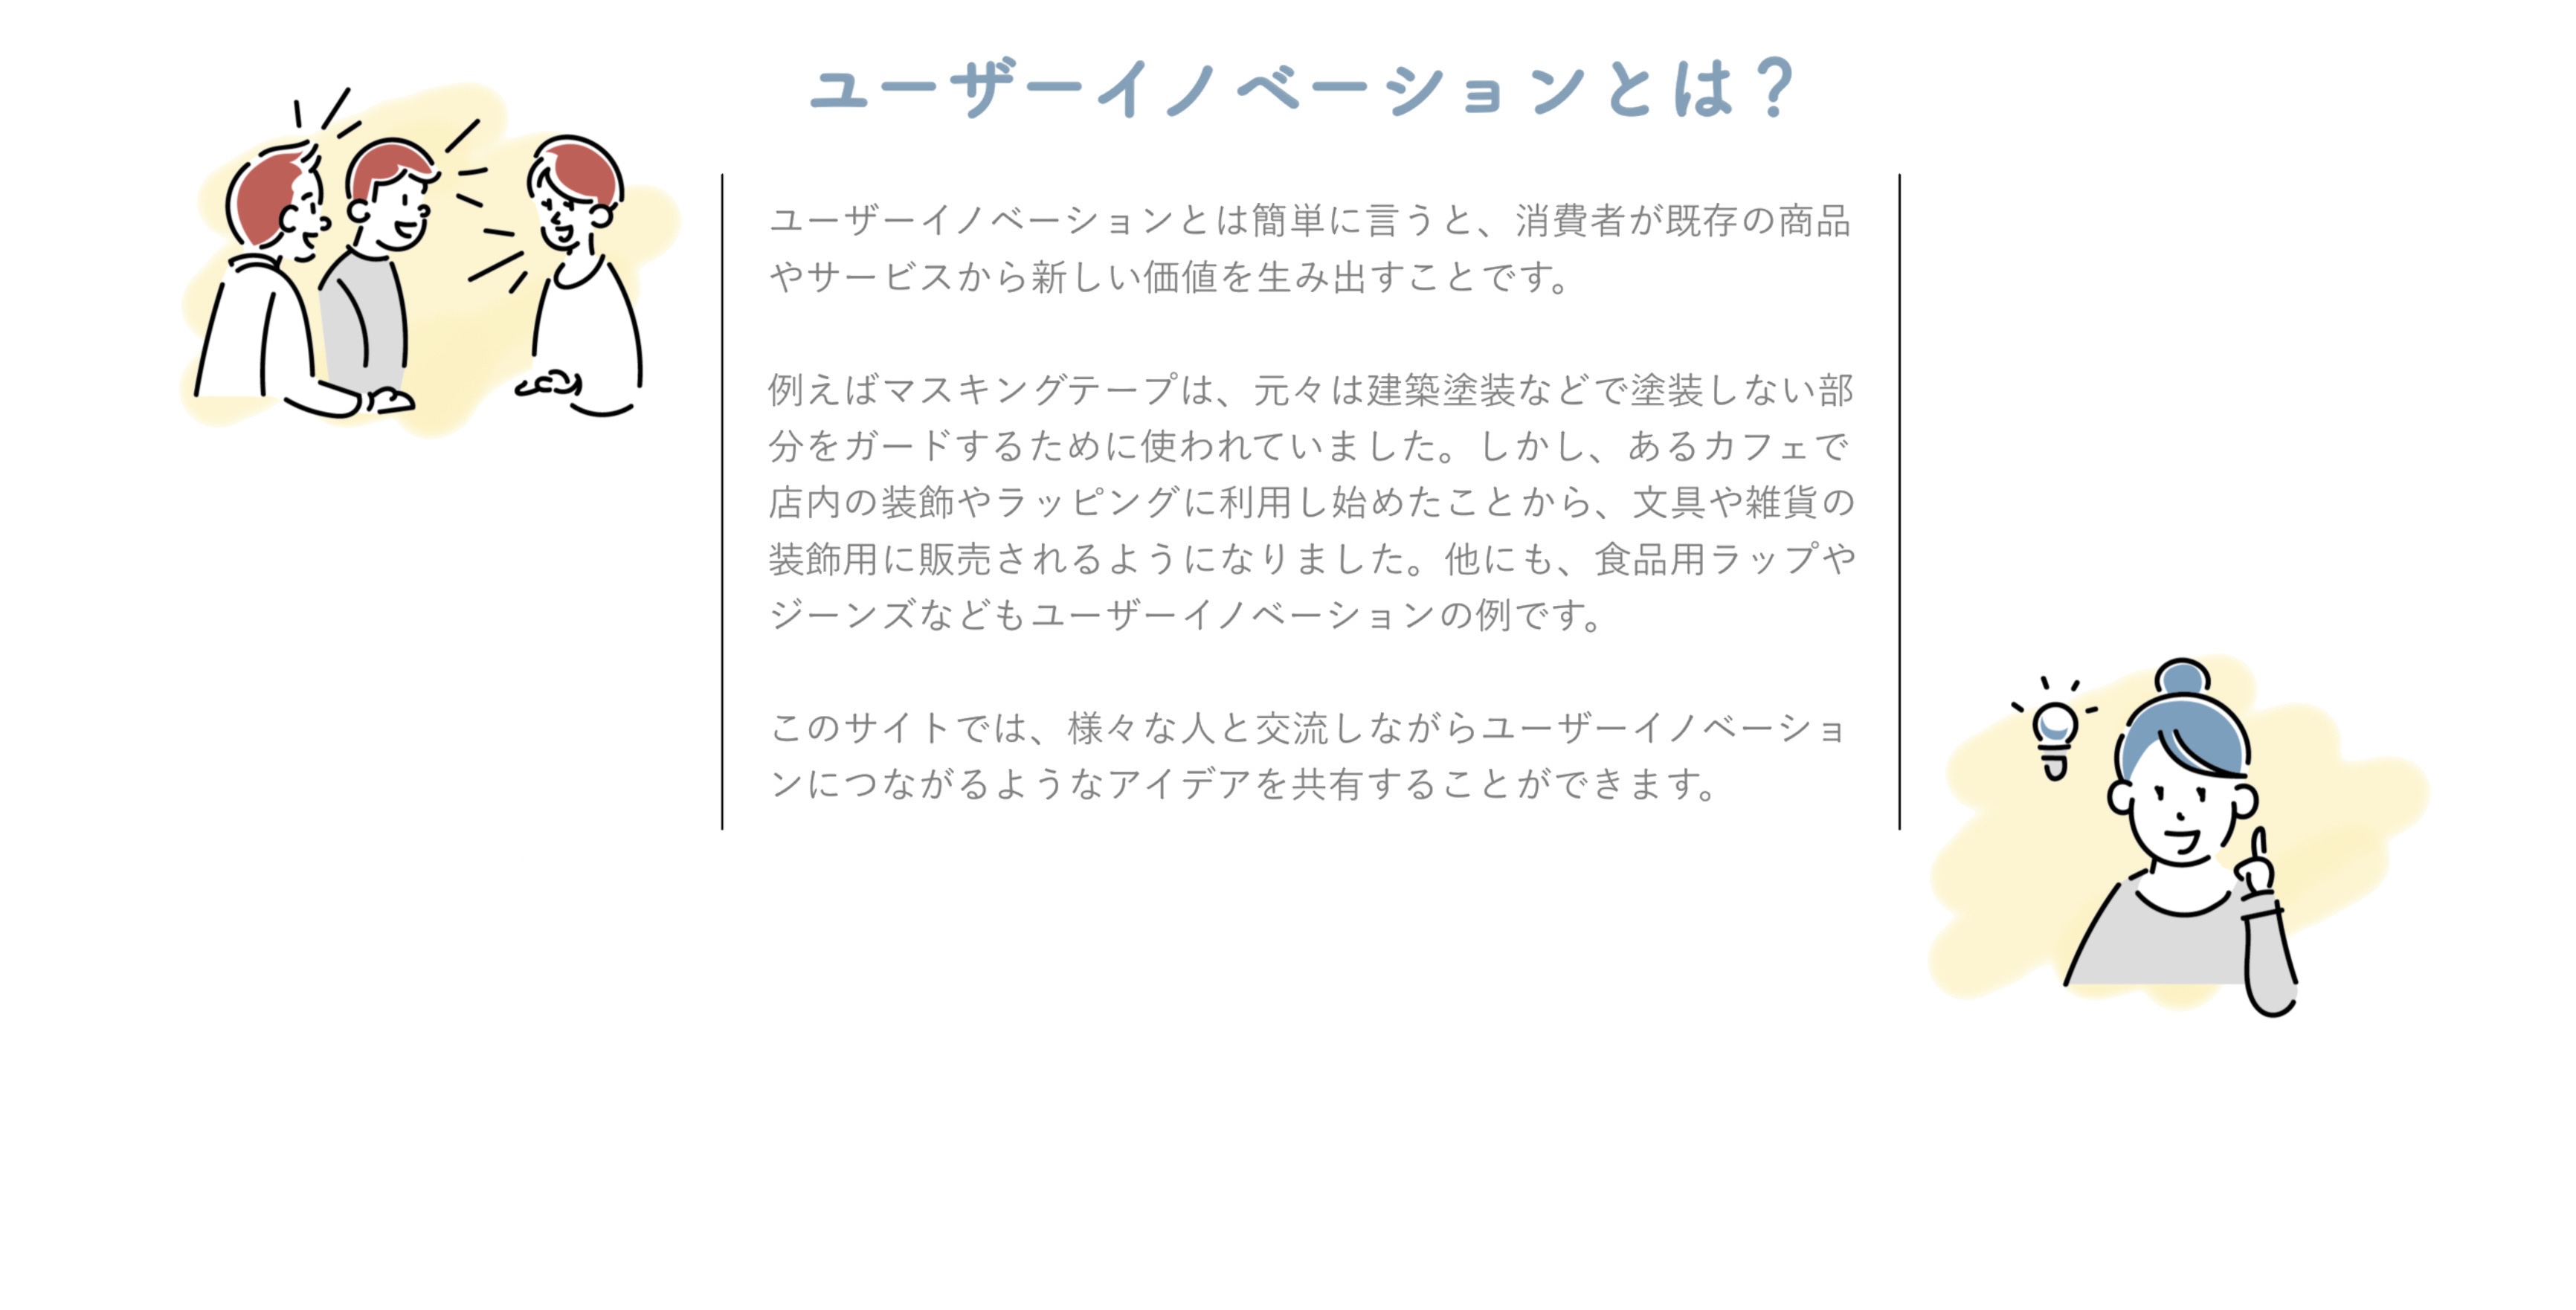 ユーザーイノベーションとは？
ユーザーイノベーションとは簡単に言うと、消費者が既存の商品
やサービスから新しい価値を生み出すことです。
例えばマスキングテープは、元々は建築塗装などで塗装しない部
分をガードするために使われていました。しかし、あるカフェで
店内の装飾やラッピングに利用し始めたことから、文具や雑貨の
装飾用に販売されるようになりました。他にも、食品用ラップや
ジーンズなどもユーザーイノベーションの例です。
このサイトでは、様々な人と交流しながらユーザーイノベーショ
ンにつながるようなアイデアを共有することができます。